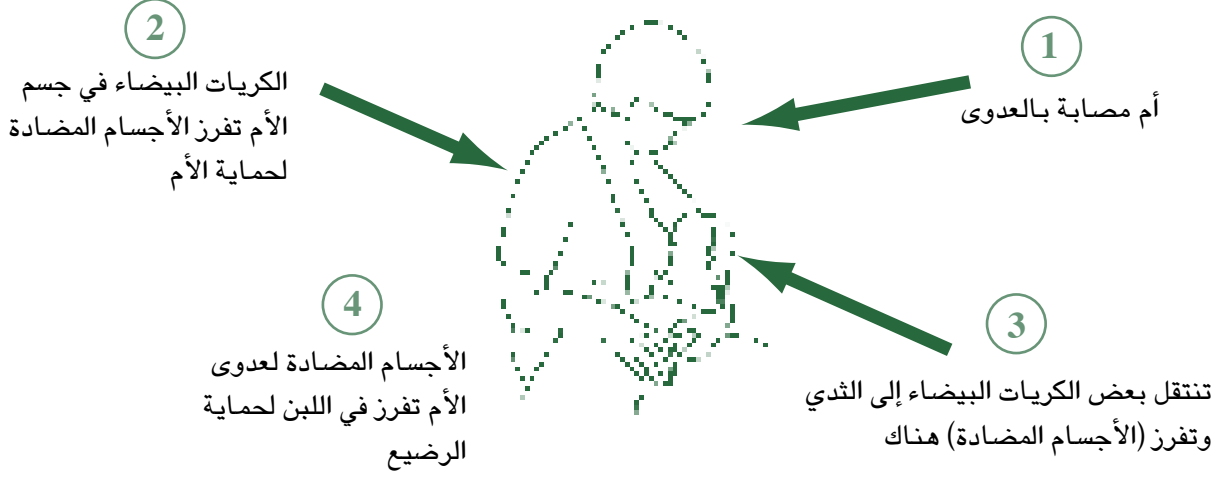 1
أم مصابة بالعدوى
2
الكريات البيضاء في جسم
الأم تفرز الأجسام المضادة
لحماية الأم
3
تنتقل بعض الكريات البيضاء إلى الثدي
وتفرز (الأجسام المضادة) هناك
4
الأجسام المضادة لعدوى
الأم تفرز في اللبن لحماية
الرضيع